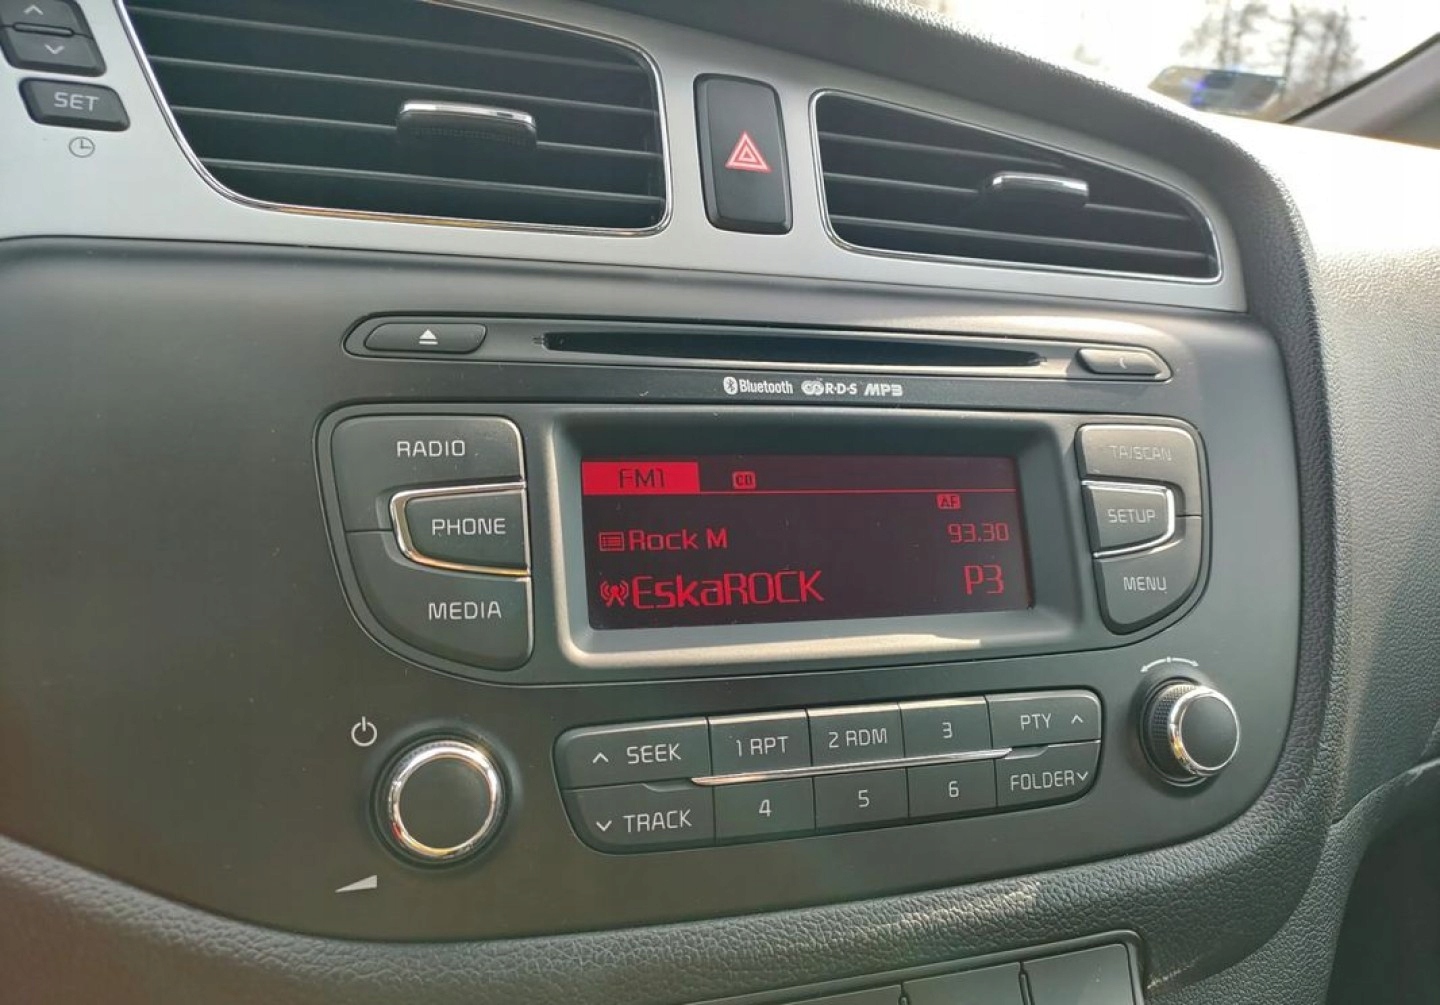 SET
Bluetooth R·D·S MP3
RADIO
PHONE
MEDIA
FM1 CD
AF
Rock M 93.30
EskaROCK P3
TA/SCAN
SETUP
MENU
SEEK 1 RPT 2 RDM 3 PTY
TRACK 4 5 6 FOLDER